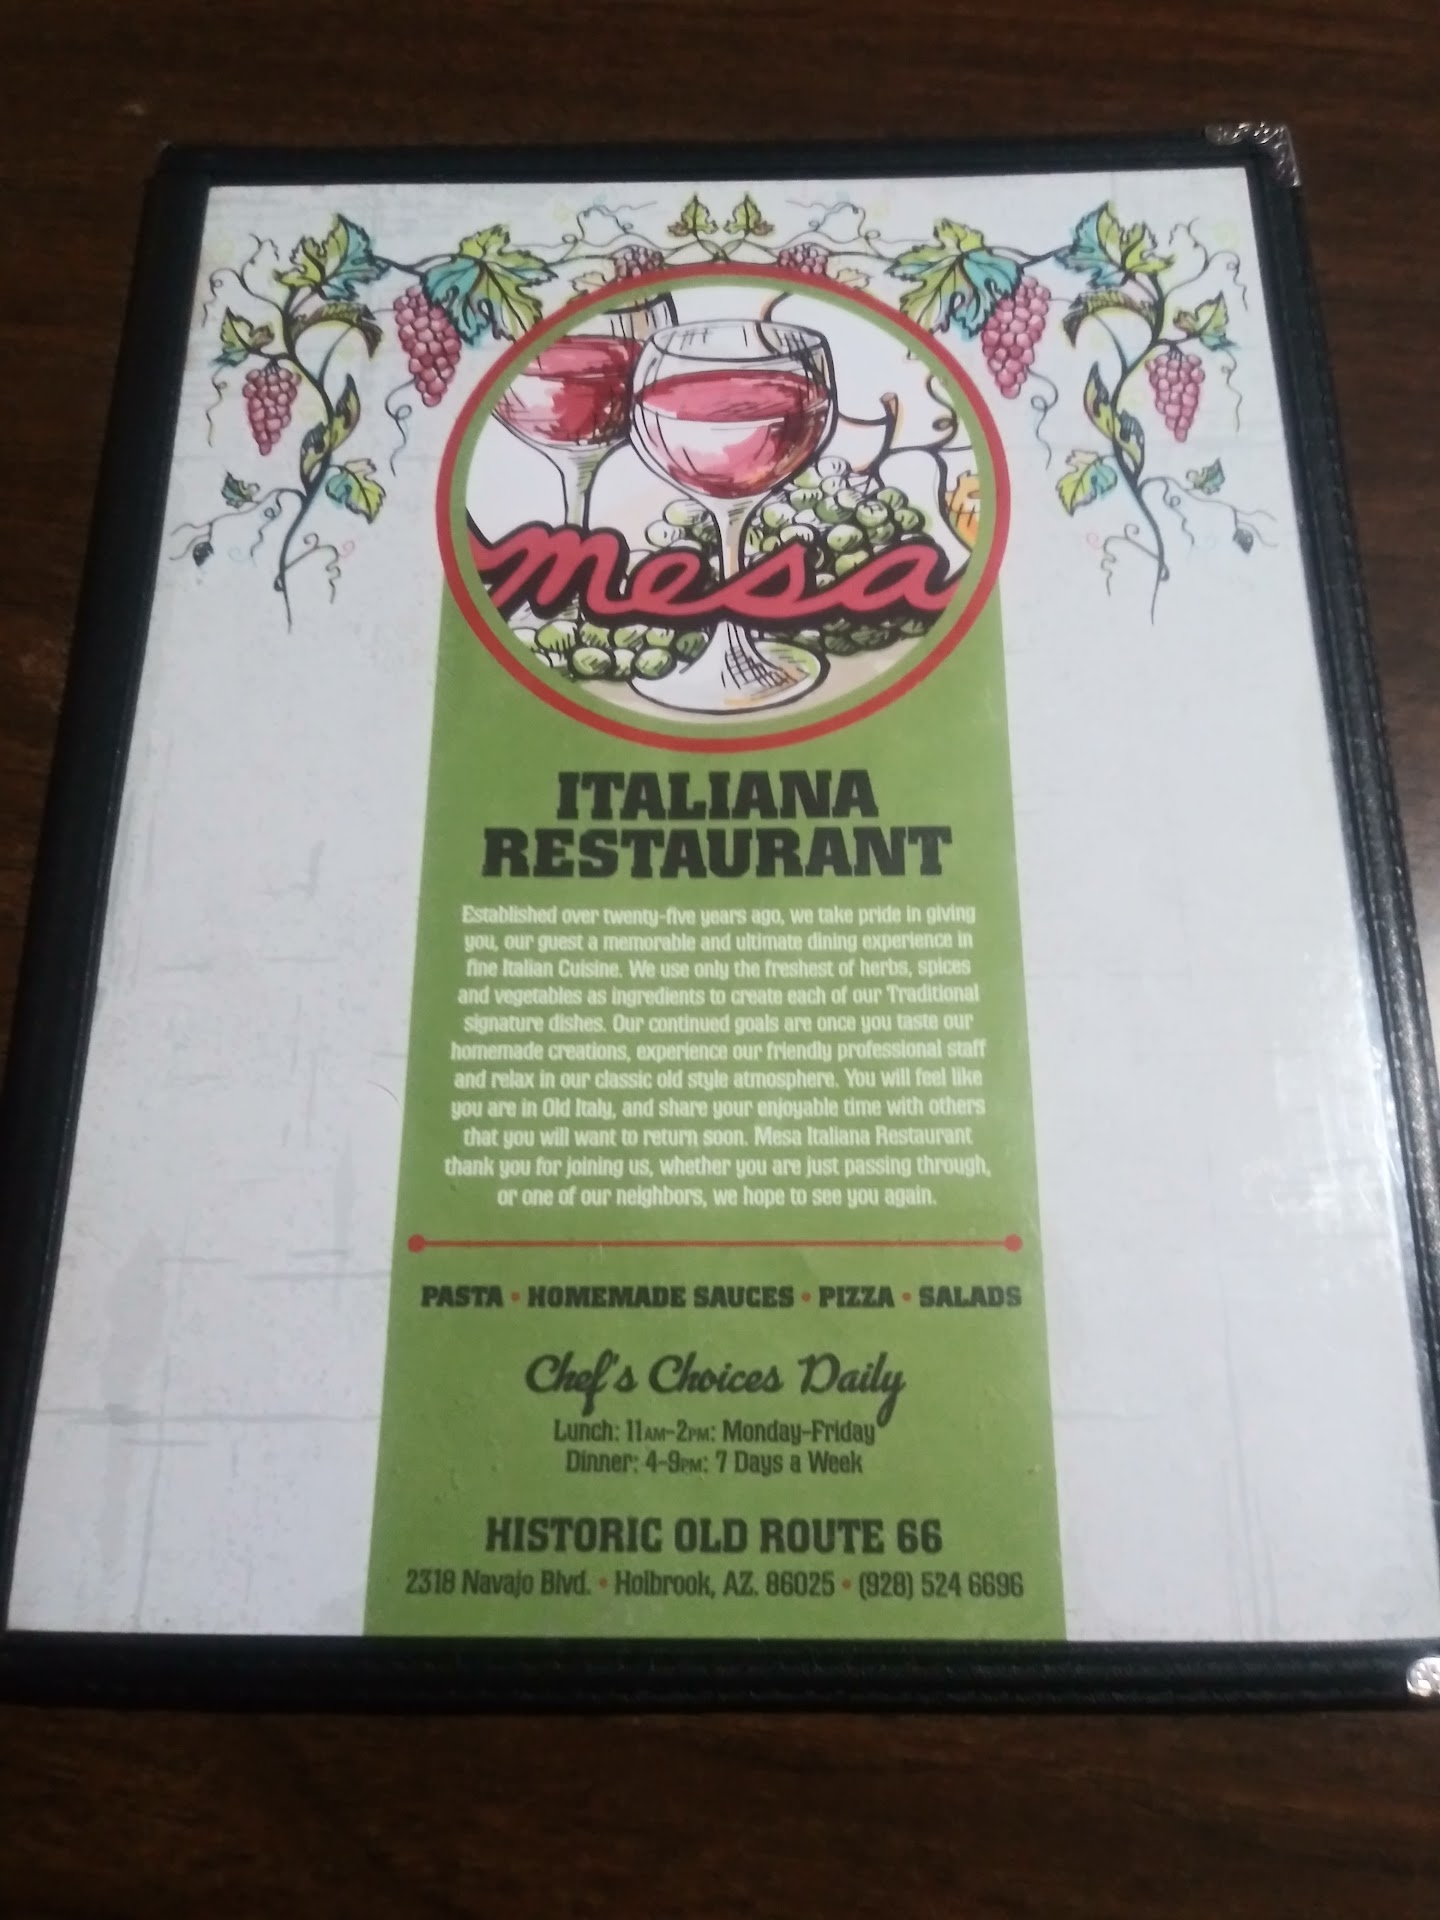 mesa
ITALIANA
RESTAURANT
Established over twenty-five years ago, we take pride in giving
you, our guest a memorable and ultimate dining experience in
fine Italian Cuisine. We use only the freshest of herbs, spices
and vegetables as ingredients to create each of our Traditional
signature dishes. Our continued goals are once you taste our
homemade creations, experience our friendly professional staff
and relax in our classic old style atmosphere. You will feel like
you are in Old Italy, and share your enjoyable time with others
that you will want to return soon. Mesa Italiana Restaurant
thank you for joining us, whether you are just passing through,
or one of our neighbors, we hope to see you again.
PASTA • HOMEMADE SAUCES • PIZZA • SALADS
Chef's Choices Daily
Lunch: 11AM-2PM: Monday-Friday
Dinner: 4-9PM: 7 Days a Week
HISTORIC OLD ROUTE 66
2318 Navajo Blvd. • Holbrook, AZ. 86025 • (928) 524 6696